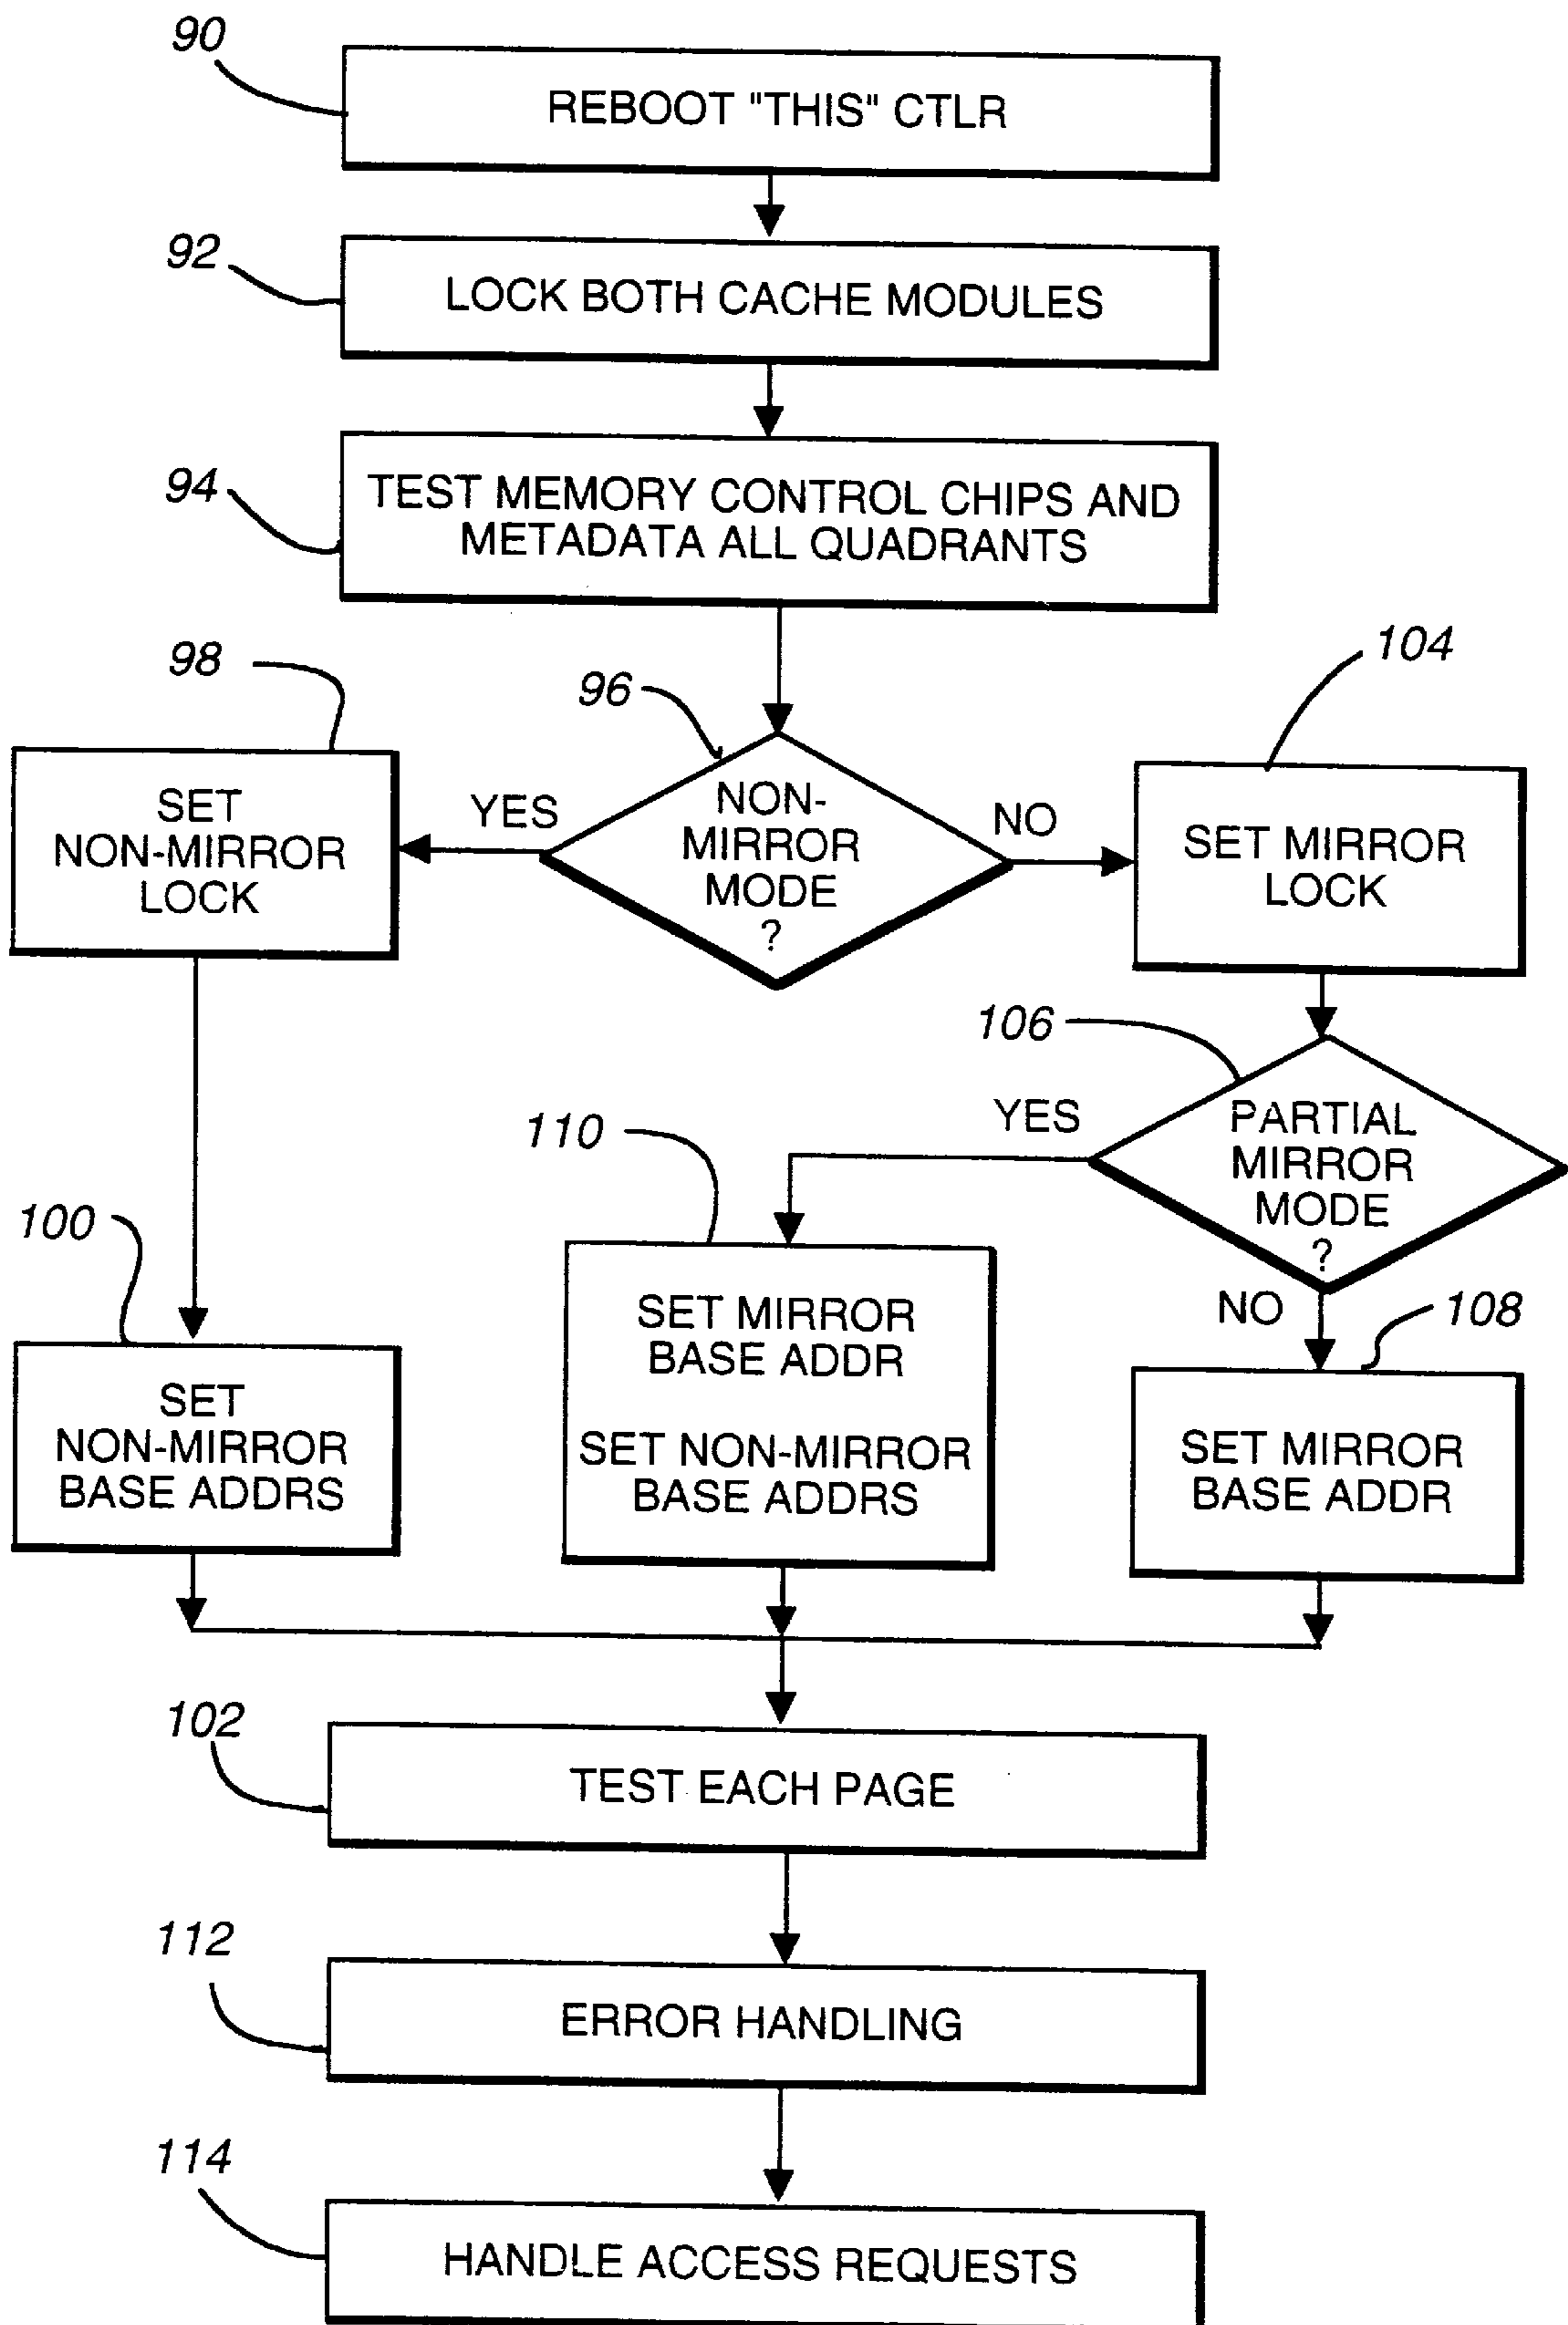 90
REBOOT "THIS" CTLR
92
LOCK BOTH CACHE MODULES
94
TEST MEMORY CONTROL CHIPS AND
METADATA ALL QUADRANTS
98
96
104
SET
NON-MIRROR
LOCK
YES
NON-
MIRROR
MODE
?
NO
SET MIRROR
LOCK
106
YES
PARTIAL
MIRROR
MODE
?
NO
110
100
108
SET
NON-MIRROR
BASE ADDRS
SET MIRROR
BASE ADDR
SET NON-MIRROR
BASE ADDRS
SET MIRROR
BASE ADDR
102
TEST EACH PAGE
112
ERROR HANDLING
114
HANDLE ACCESS REQUESTS